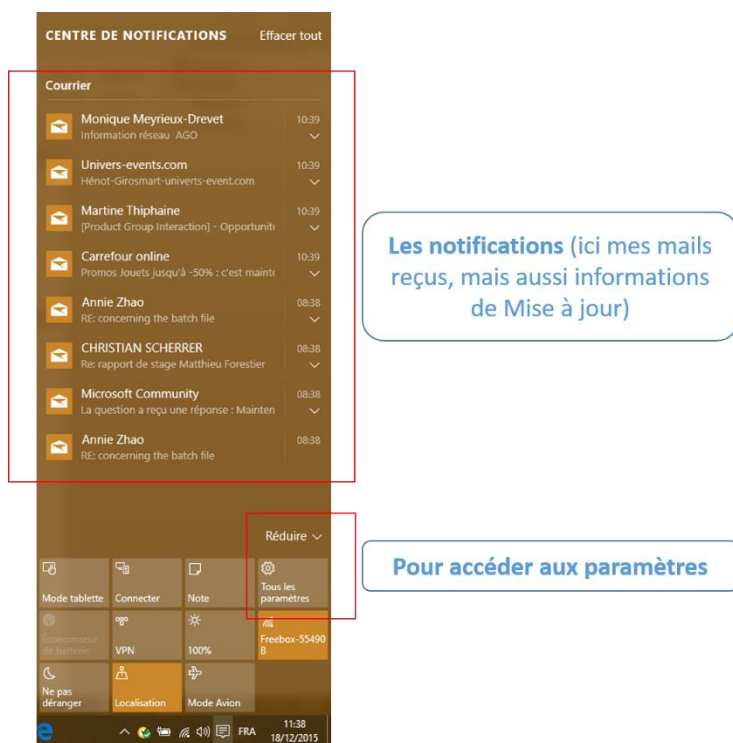 CENTRE DE NOTIFICATIONS Effacer tout
Courrier
Monique Meyrieux-Drevet 10:39
Information réseau AGO
Univers-events.com 10:39
Hénot-Girosmart-univerts-event.com
Martine Thiphaine 10:39
[Product Group Interaction] - Opportuniti
Carrefour online 10:39
Promos Jouets jusqu'à -50% : c'est mainte
Annie Zhao 08:38
RE: concerning the batch file
CHRISTIAN SCHERRER 08:38
Re: rapport de stage Matthieu Forestier
Microsoft Community 08:38
La question a reçu une réponse : Mainten
Annie Zhao 08:38
RE: concerning the batch file
Les notifications (ici mes mails
reçus, mais aussi informations
de Mise à jour)
Réduire
Mode tablette Connecter Note Tous les
paramètres
Pour accéder aux paramètres
Économiseur
de batterie VPN 100% Freebox-55490
B
Ne pas
déranger Localisation Mode Avion
FRA 11:38
18/12/2015